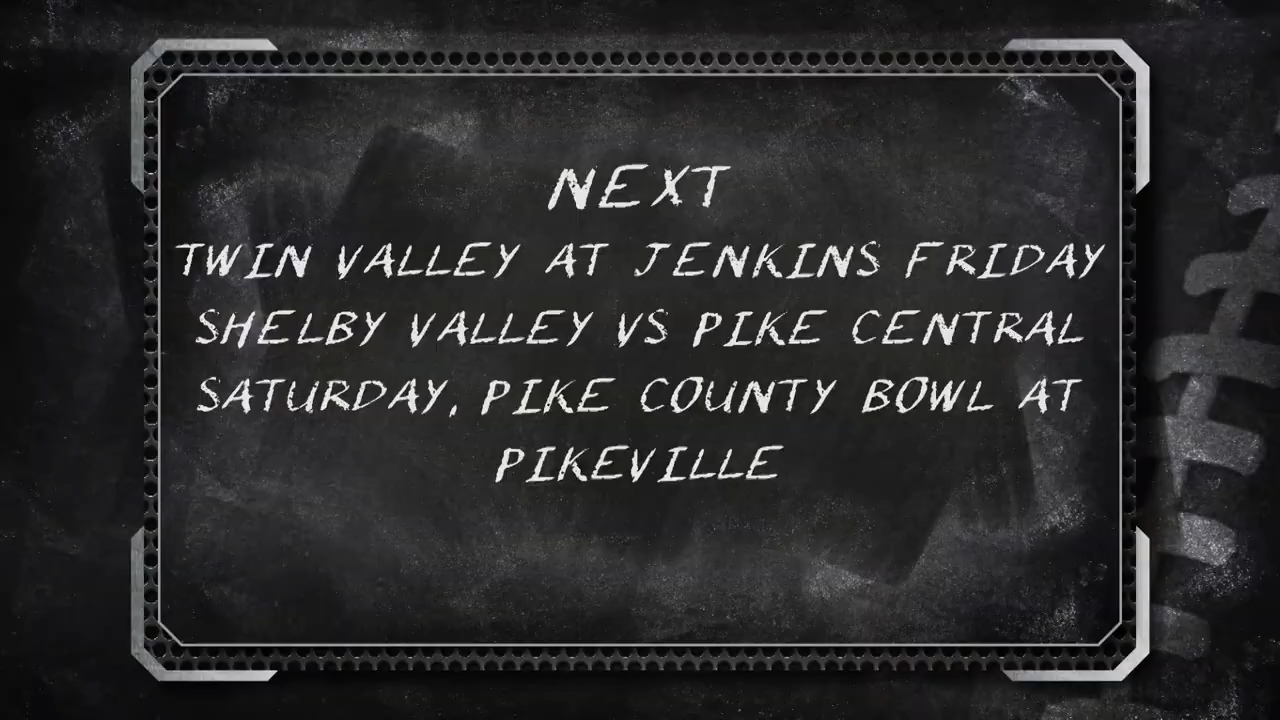 NEXT
TWIN VALLEY AT JENKINS FRIDAY
SHELBY VALLEY VS PIKE CENTRAL
SATURDAY, PIKE COUNTY BOWL AT
PIKEVILLE